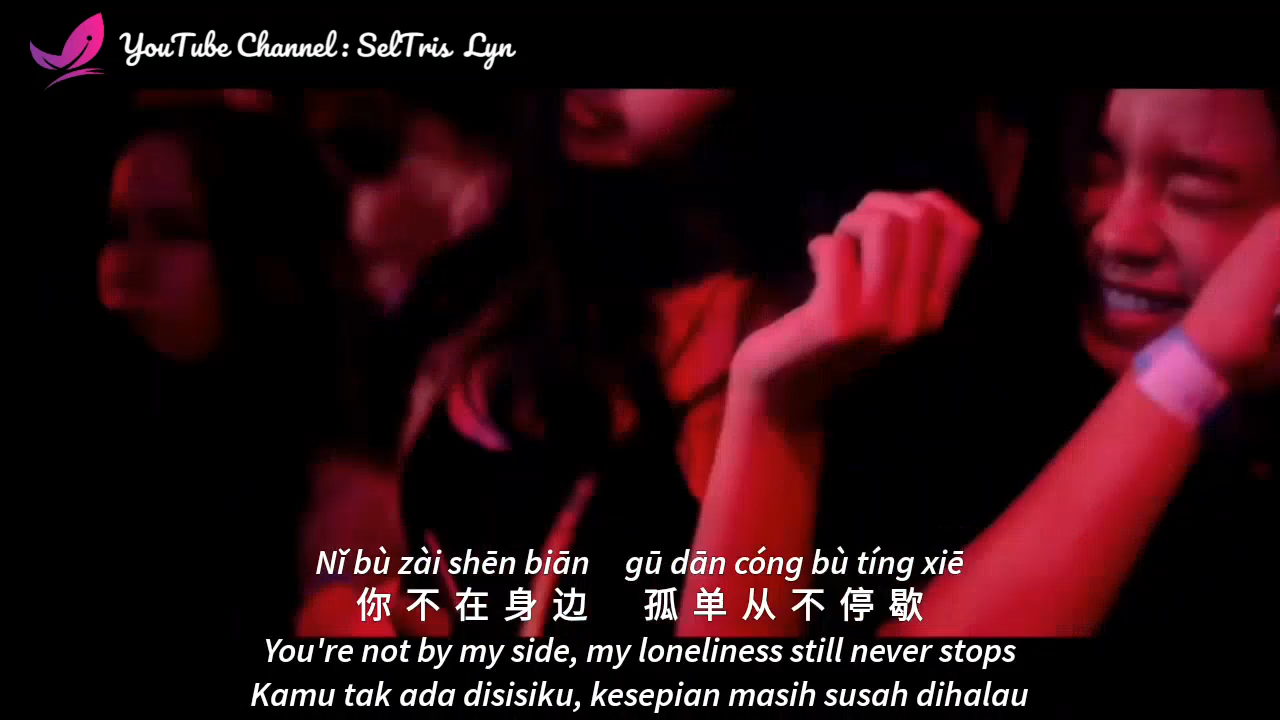 YouTube Channel : SelTris Lyn
Nǐ bù zài shēn biān gū dān cóng bù tíng xiē
你不在身边 孤单从不停歇
You're not by my side, my loneliness still never stops
Kamu tak ada disisiku, kesepian masih susah dihalau